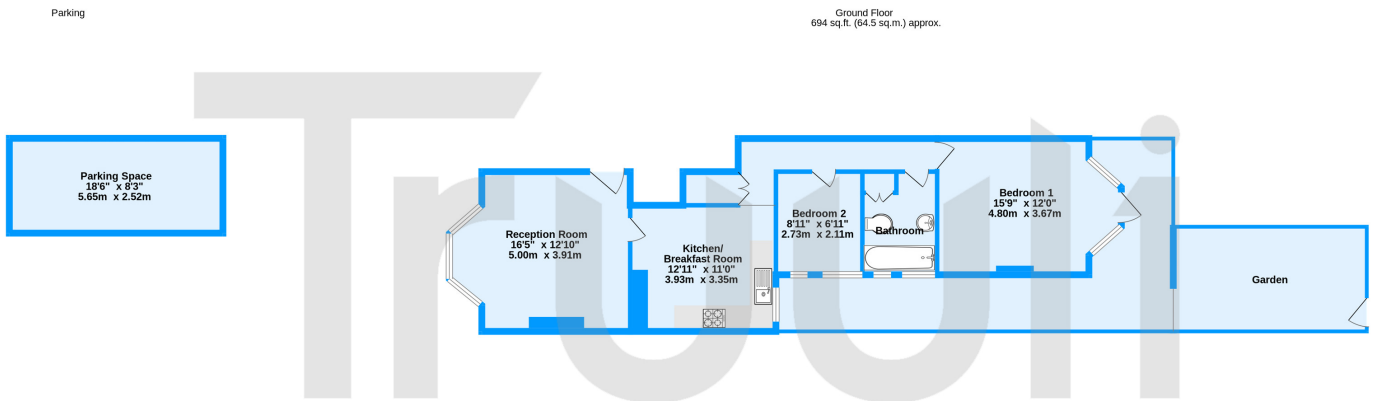 Parking
Ground Floor
694 sq.ft. (64.5 sq.m.) approx.
Parking Space
18'6" x 8'3"
5.65m x 2.52m
Reception Room
16'5" x 12'10"
5.00m x 3.91m
Kitchen/
Breakfast Room
12'11" x 11'0"
3.93m x 3.35m
Bedroom 2
8'11" x 6'11"
2.73m x 2.11m
Bathroom
Bedroom 1
15'9" x 12'0"
4.80m x 3.67m
Garden
Truuli